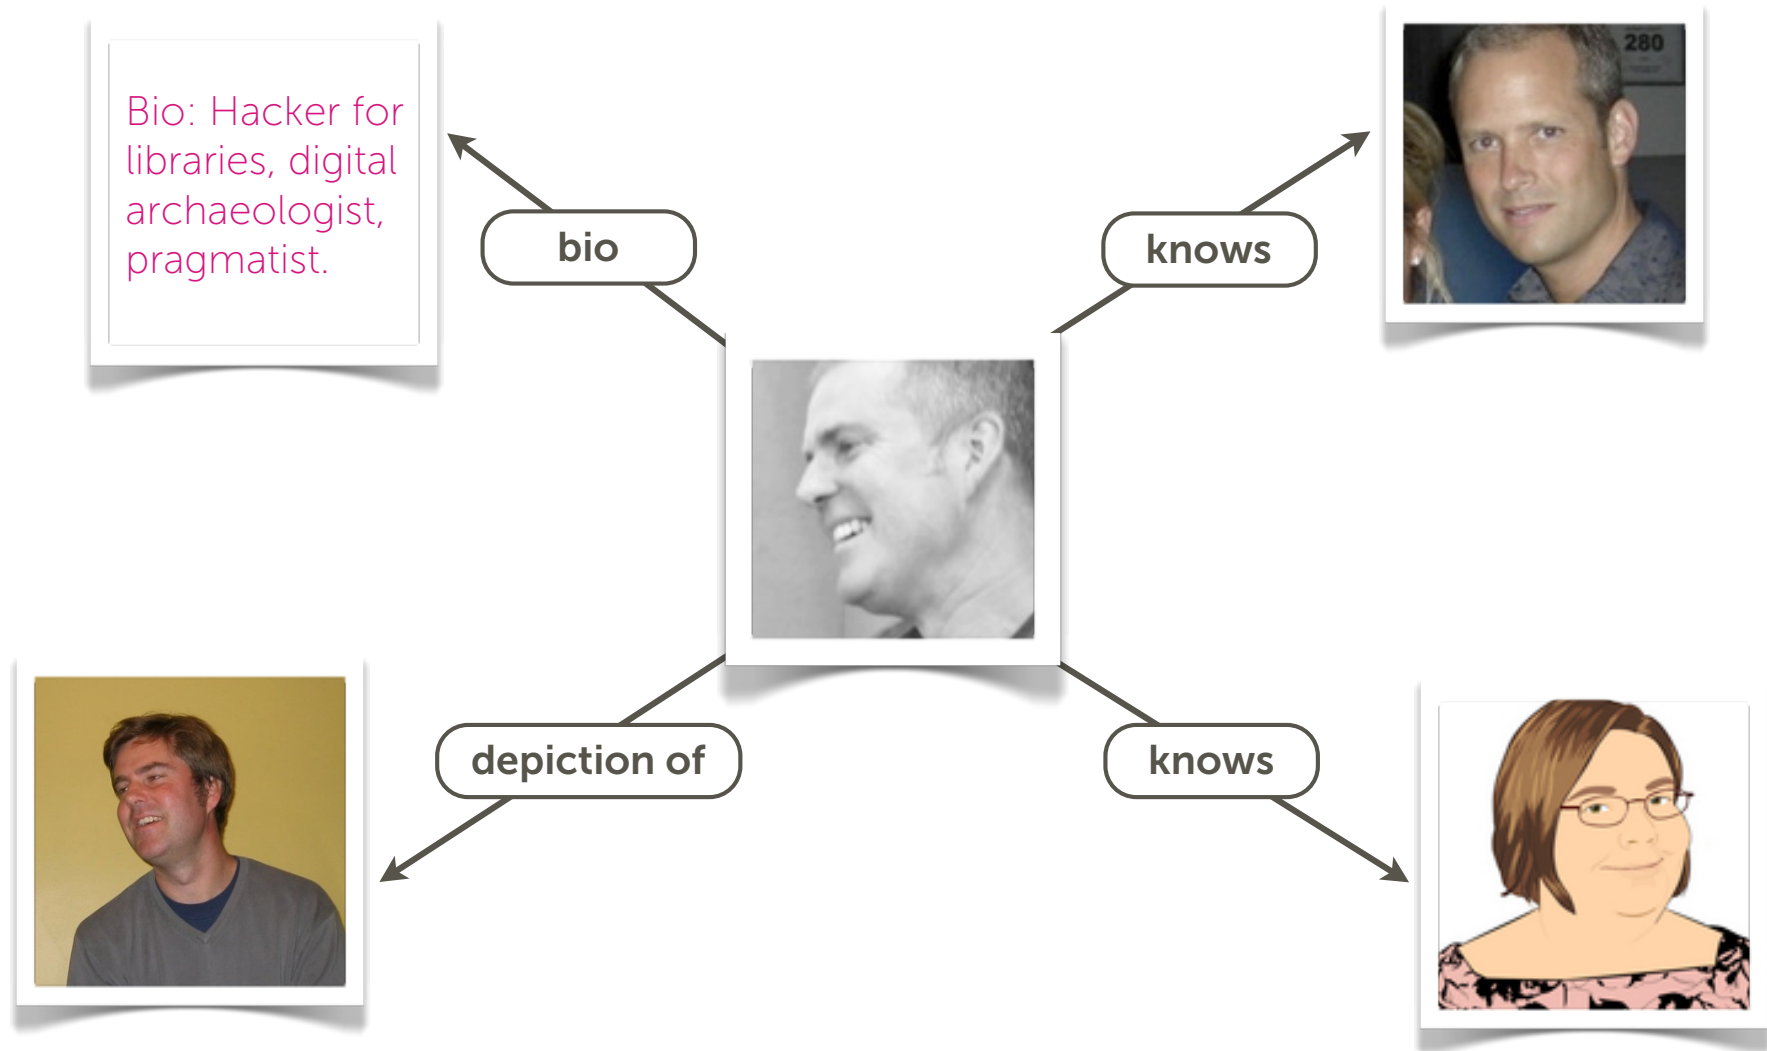 Bio: Hacker for
libraries, digital
archaeologist,
pragmatist.
bio
knows
280
depiction of
knows